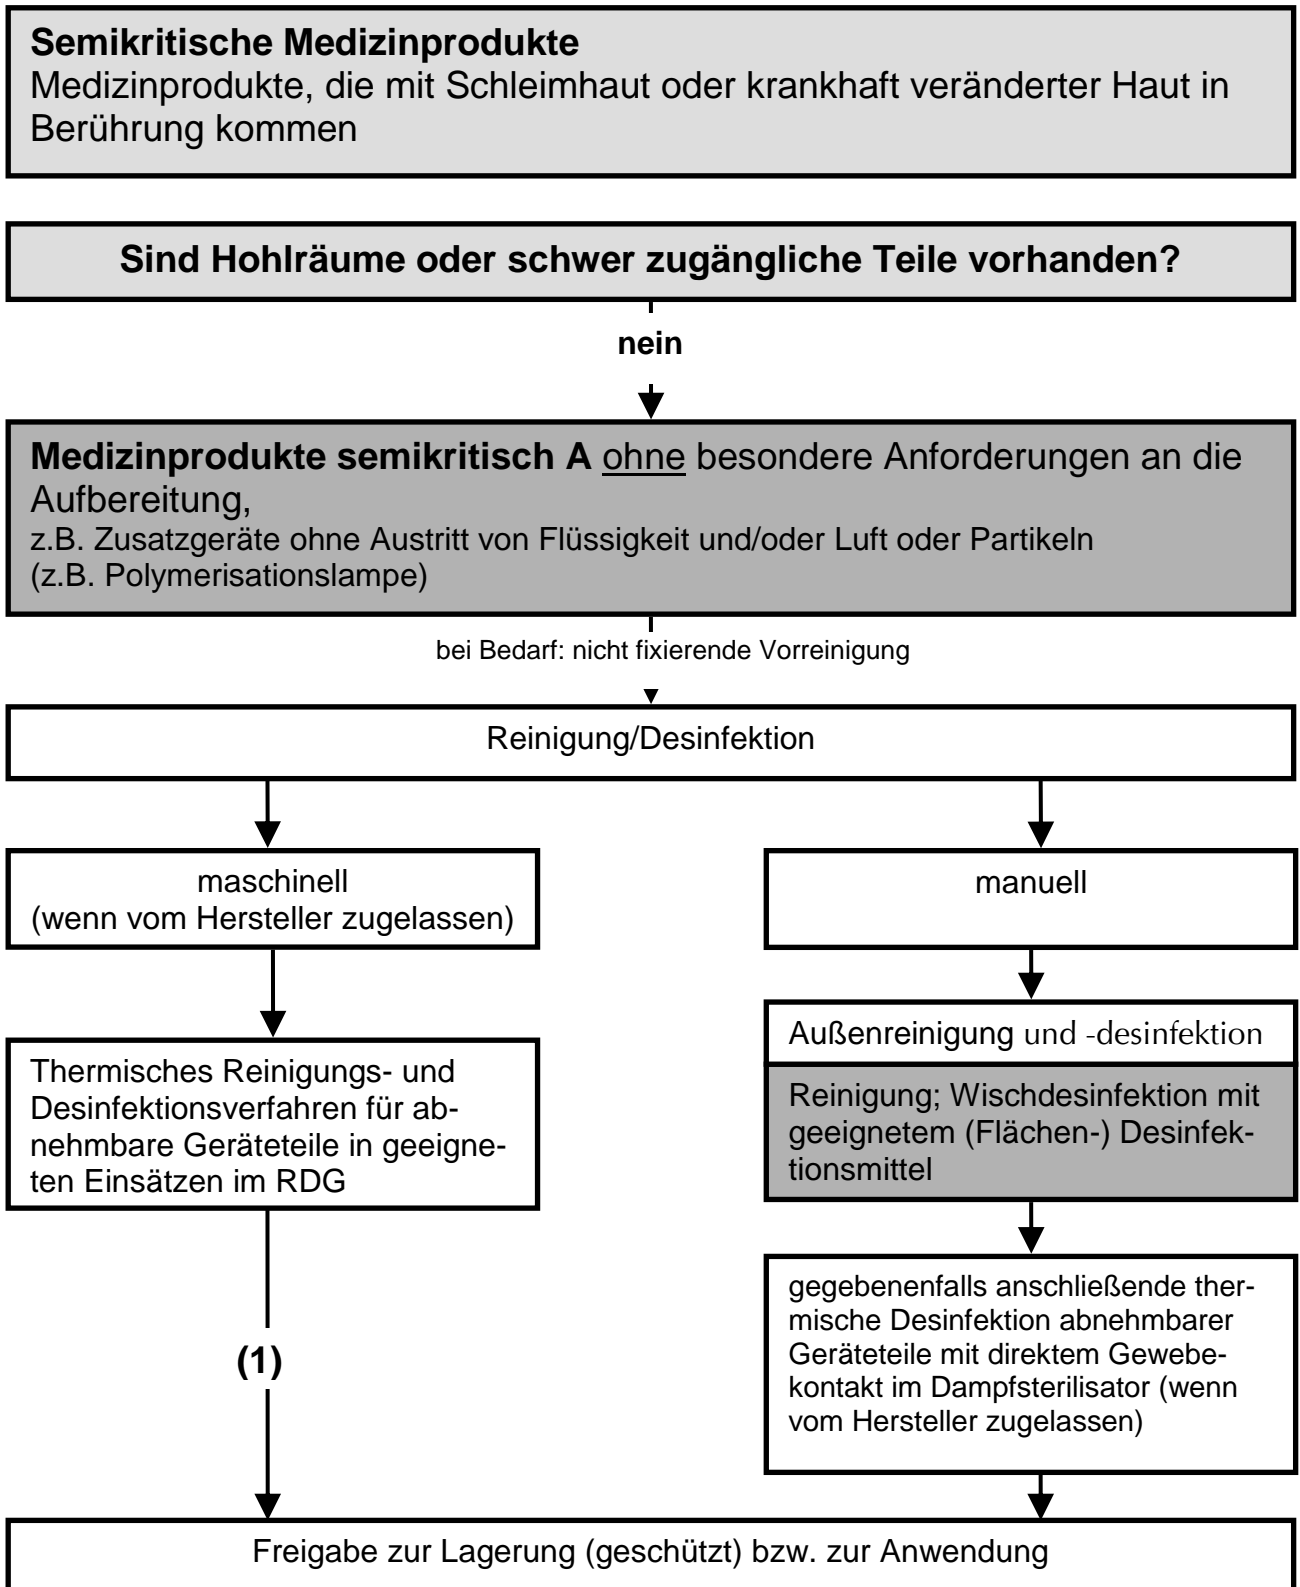 Semikritische Medizinprodukte
Medizinprodukte, die mit Schleimhaut oder krankhaft veränderter Haut in
Berührung kommen
Sind Hohlräume oder schwer zugängliche Teile vorhanden?
nein
Medizinprodukte semikritisch A ohne besondere Anforderungen an die
Aufbereitung,
z.B. Zusatzgeräte ohne Austritt von Flüssigkeit und/oder Luft oder Partikeln
(z.B. Polymerisationslampe)
bei Bedarf: nicht fixierende Vorreinigung
Reinigung/Desinfektion
maschinell
(wenn vom Hersteller zugelassen)
Thermisches Reinigungs- und
Desinfektionsverfahren für ab-
nehmbare Geräteteile in geeigne-
ten Einsätzen im RDG
(1)
manuell
Außenreinigung und -desinfektion
Reinigung; Wischdesinfektion mit
geeignetem (Flächen-) Desinfek-
tionsmittel
gegebenenfalls anschließende ther-
mische Desinfektion abnehmbarer
Geräteteile mit direktem Gewebe-
kontakt im Dampfsterilisator (wenn
vom Hersteller zugelassen)
Freigabe zur Lagerung (geschützt) bzw. zur Anwendung